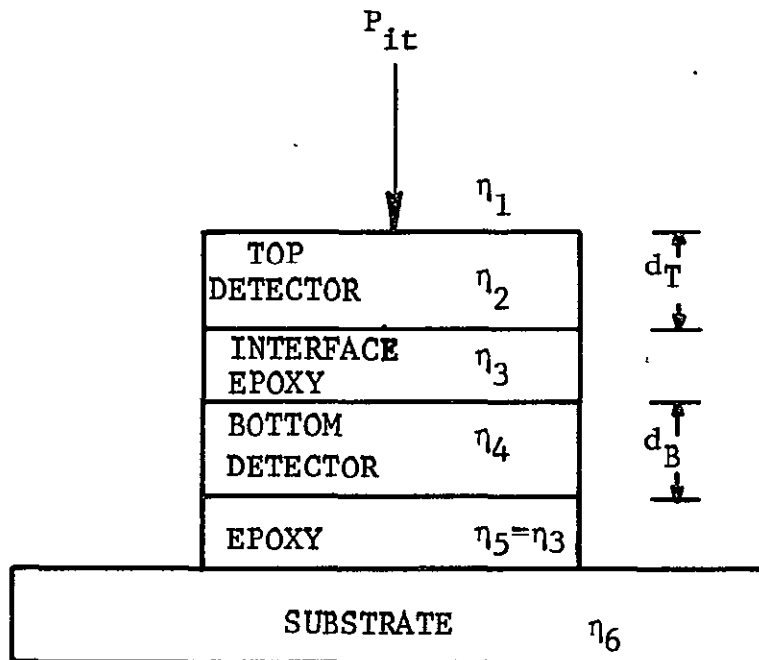 P_it
η_1
TOP
DETECTOR
η_2
d_T
INTERFACE
EPOXY
η_3
BOTTOM
DETECTOR
η_4
d_B
EPOXY
η_5=η_3
SUBSTRATE
η_6